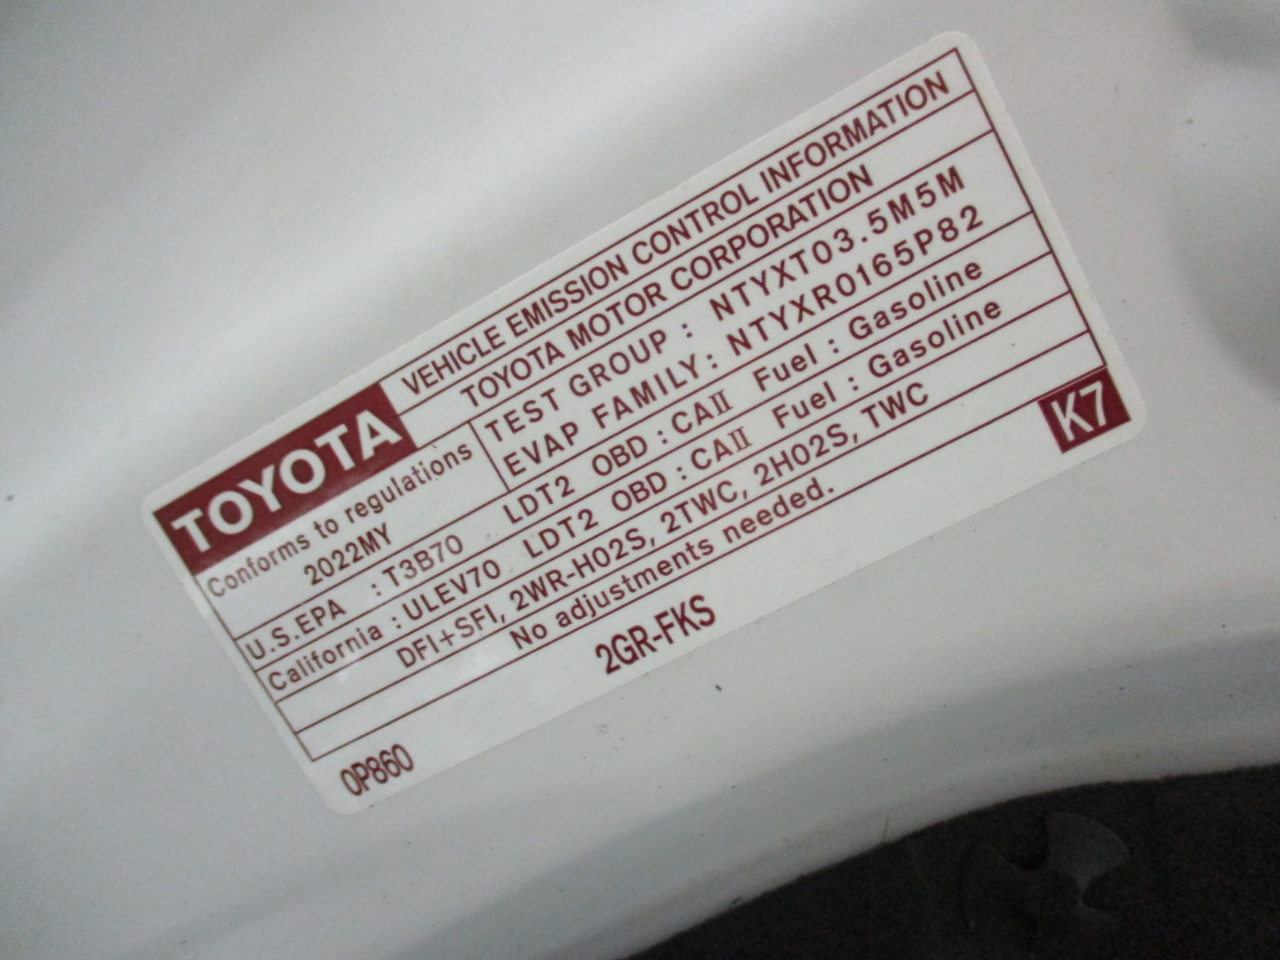 TOYOTA
VEHICLE EMISSION CONTROL INFORMATION
TOYOTA MOTOR CORPORATION
Conforms to regulations
2022MY
TEST GROUP : NTYXT03.5M5M
EVAP FAMILY: NTYXR0165P82
U.S.EPA : T3B70 LDT2 OBD : CAII Fuel : Gasoline
California : ULEV70 LDT2 OBD : CAII Fuel : Gasoline
DFI+SFI, 2WR-HO2S, 2TWC, 2HO2S, TWC
No adjustments needed.
0P860
2GR-FKS
K7